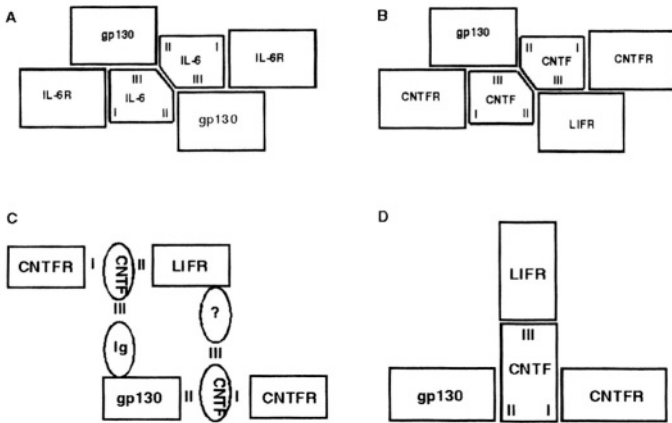 A
gp130
II I
IL-6
III
IL-6R
IL-6R
III
IL-6
I II
gp130
B
gp130
II I
CNTF
III
CNTFR
CNTFR
III
CNTF
I II
LIFR
C
CNTFR I CNTF II LIFR
III
?
Ig
III
gp130 II CNTF I CNTFR
D
LIFR
III
gp130
CNTF
CNTFR
II I